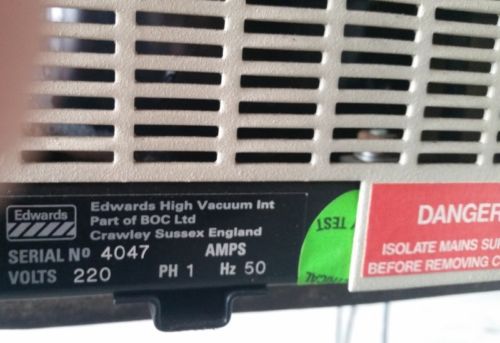 Edwards
Edwards High Vacuum Int
Part of BOC Ltd
Crawley Sussex England
SERIAL Nº 4047 AMPS
VOLTS 220 PH 1 Hz 50
TEST
DANGER
ISOLATE MAINS
BEFORE REMOVING